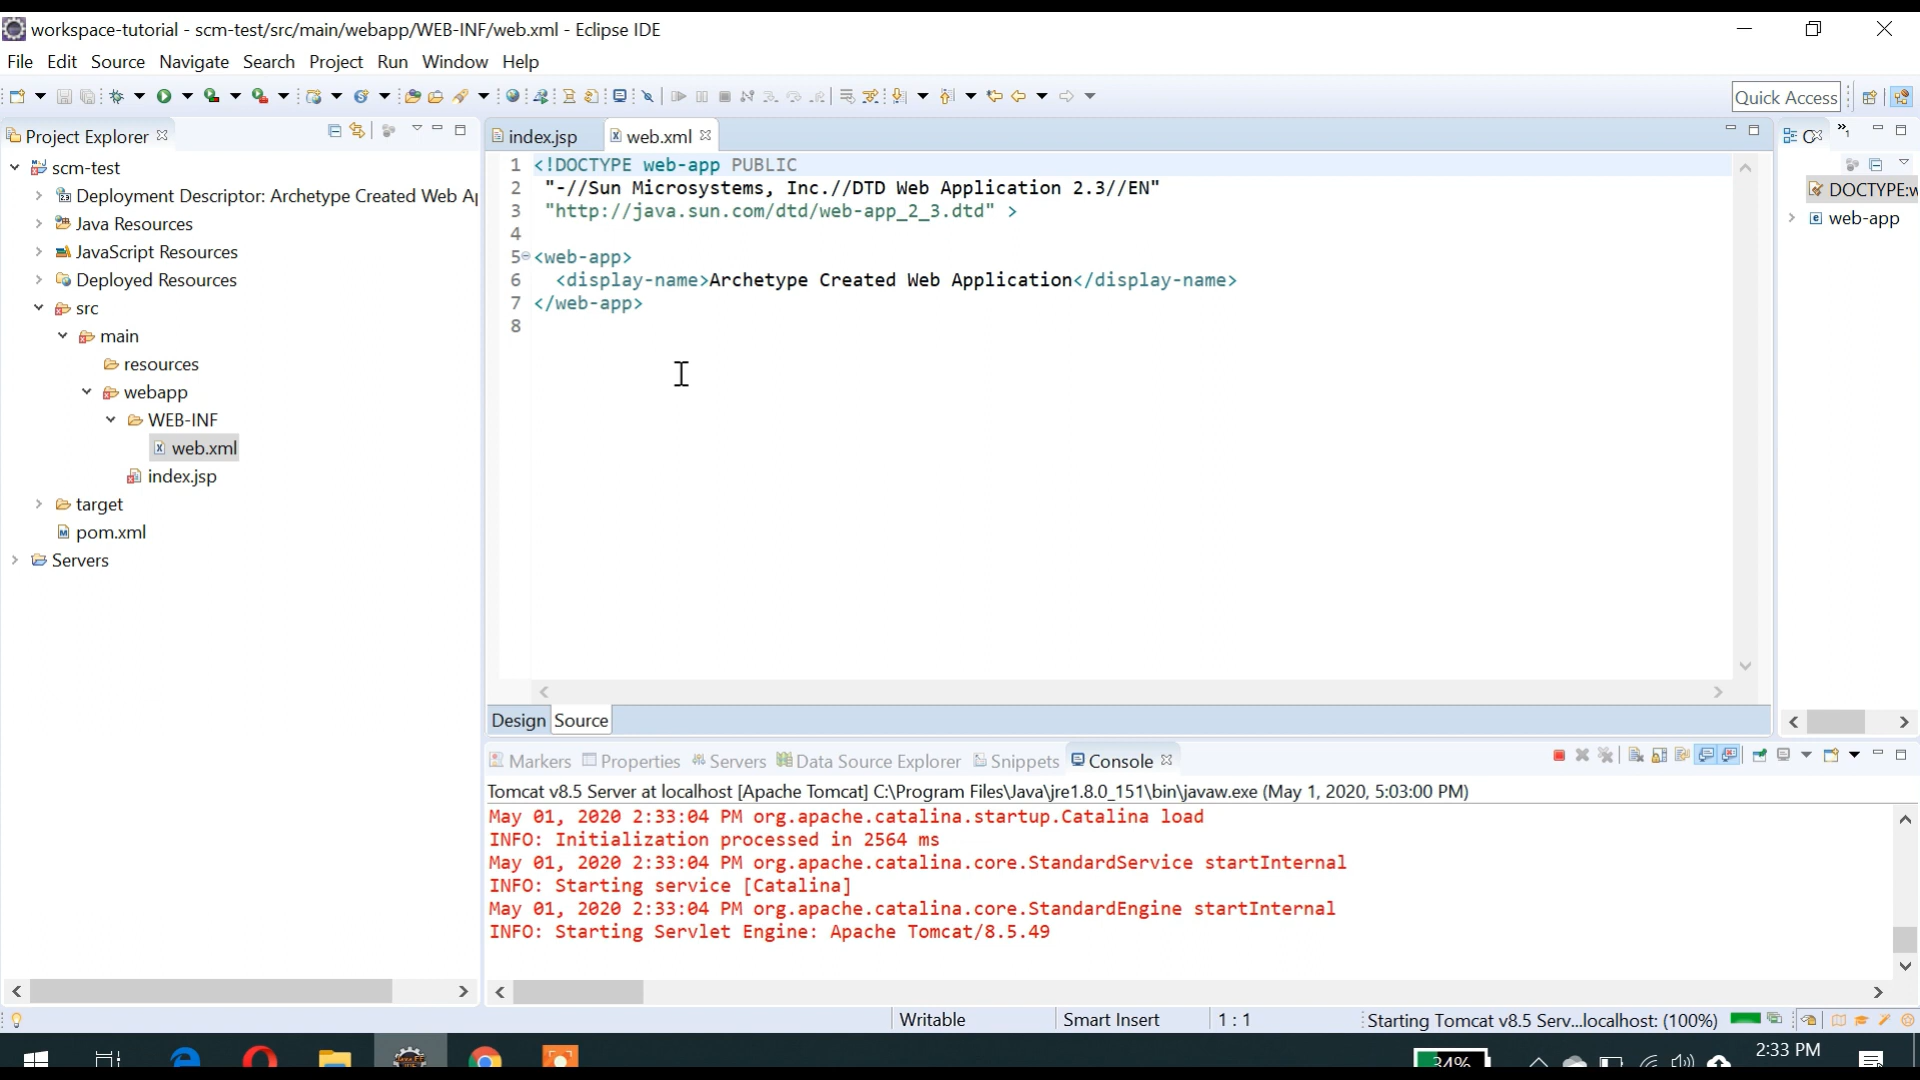 workspace-tutorial - scm-test/src/main/webapp/WEB-INF/web.xml - Eclipse IDE
File Edit Source Navigate Search Project Run Window Help
Quick Access
Project Explorer
scm-test
Deployment Descriptor: Archetype Created Web Ap
Java Resources
JavaScript Resources
Deployed Resources
src
main
resources
webapp
WEB-INF
web.xml
index.jsp
target
pom.xml
Servers
index.jsp web.xml
1 <!DOCTYPE web-app PUBLIC
2 "-//Sun Microsystems, Inc.//DTD Web Application 2.3//EN"
3 "http://java.sun.com/dtd/web-app_2_3.dtd" >
4
5 <web-app>
6 <display-name>Archetype Created Web Application</display-name>
7 </web-app>
8
Design Source
DOCTYPE:w
web-app
Markers Properties Servers Data Source Explorer Snippets Console
Tomcat v8.5 Server at localhost [Apache Tomcat] C:\Program Files\Java\jre1.8.0_151\bin\javaw.exe (May 1, 2020, 5:03:00 PM)
May 01, 2020 2:33:04 PM org.apache.catalina.startup.Catalina load
INFO: Initialization processed in 2564 ms
May 01, 2020 2:33:04 PM org.apache.catalina.core.StandardService startInternal
INFO: Starting service [Catalina]
May 01, 2020 2:33:04 PM org.apache.catalina.core.StandardEngine startInternal
INFO: Starting Servlet Engine: Apache Tomcat/8.5.49
Writable Smart Insert 1 : 1 Starting Tomcat v8.5 Serv...localhost: (100%)
34% 2:33 PM